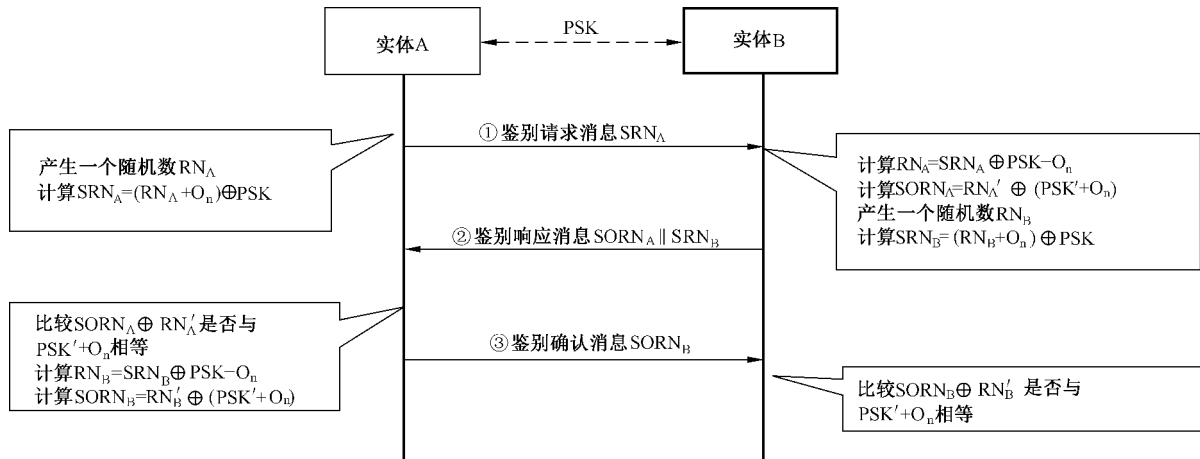 实体A
PSK
实体B
①鉴别请求消息SRN_A
产生一个随机数RN_A
计算SRN_A=(RN_A+O_n)⊕PSK
计算RN_A=SRN_A⊕PSK−O_n
计算SORN_A=RN_A′⊕(PSK′+O_n)
产生一个随机数RN_B
计算SRN_B=(RN_B+O_n)⊕PSK
②鉴别响应消息SORN_A‖SRN_B
比较SORN_A⊕RN_A′是否与
PSK′+O_n相等
计算RN_B=SRN_B⊕PSK−O_n
计算SORN_B=RN_B′⊕(PSK′+O_n)
③鉴别确认消息SORN_B
比较SORN_B⊕RN_B′是否与
PSK′+O_n相等